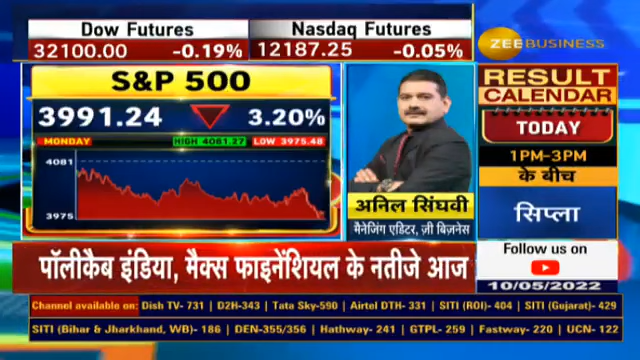 Dow Futures
32100.00 -0.19%
Nasdaq Futures
12187.25 -0.05%
ZEE BUSINESS
S&P 500
3991.24 3.20%
MONDAY HIGH 4081.27 LOW 3975.48
4081
3975
अनिल सिंघवी
मैनेजिंग एडिटर, ज़ी बिज़नेस
RESULT
CALENDAR
TODAY
1PM-3PM
के बीच
सिप्ला
पॉलीकैब इंडिया, मैक्स फाइनेंशियल के नतीजे आज
Follow us on
10/05/2022
Channel available on: Dish TV- 731 | D2H-343 | Tata Sky-590 | Airtel DTH- 331 | SITI (ROI)- 404 | SITI (Gujarat)- 429
SITI (Bihar & Jharkhand, WB)- 186 | DEN-355/356 | Hathway- 241 | GTPL- 259 | Fastway- 220 | UCN- 122